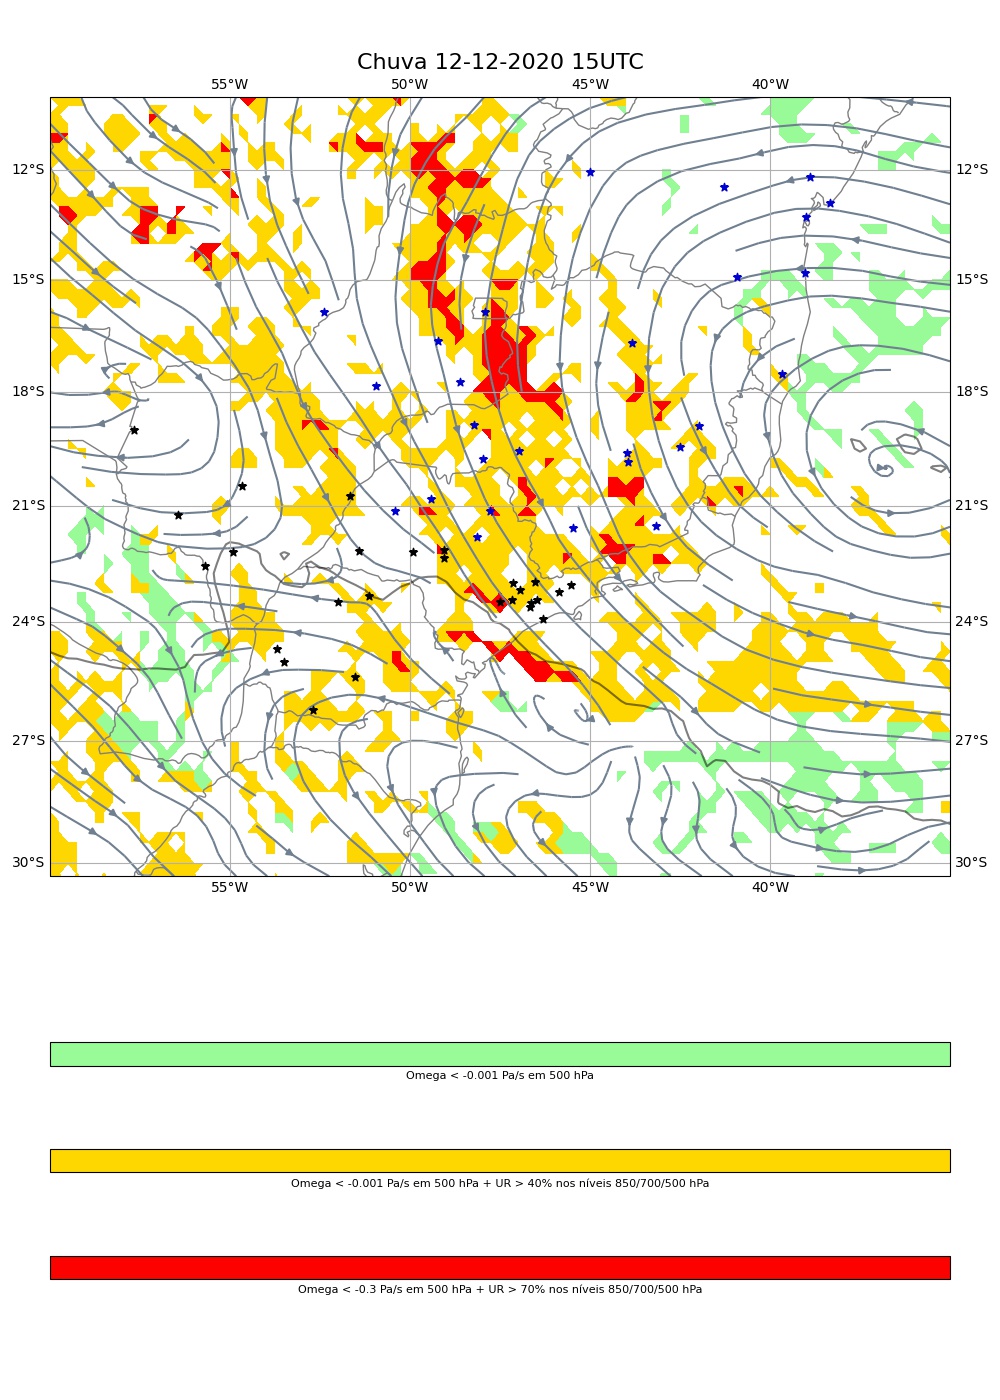 Chuva 12-12-2020 15UTC
55°W 50°W 45°W 40°W
12°S 12°S
15°S 15°S
18°S 18°S
21°S 21°S
24°S 24°S
27°S 27°S
30°S 30°S
55°W 50°W 45°W 40°W
Omega < -0.001 Pa/s em 500 hPa
Omega < -0.001 Pa/s em 500 hPa + UR > 40% nos níveis 850/700/500 hPa
Omega < -0.3 Pa/s em 500 hPa + UR > 70% nos níveis 850/700/500 hPa